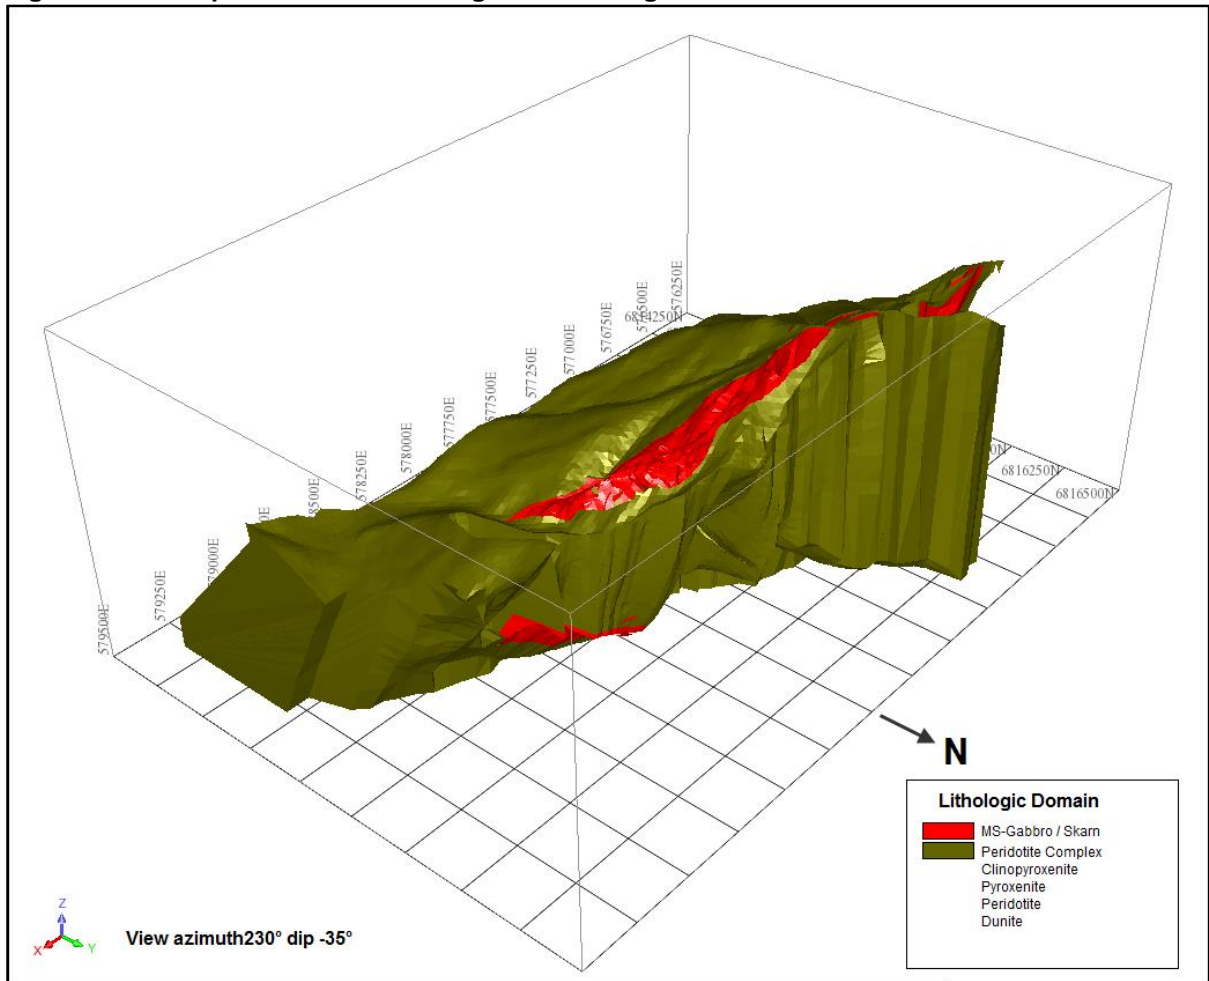 576250E
6814250N
576750E
577000E
577250E
577500E
577750E
578000E
578250E
579000E
579250E
579500E
6816250N
6816500N
N
Lithologic Domain
MS-Gabbro / Skarn
Peridotite Complex
Clinopyroxenite
Pyroxenite
Peridotite
Dunite
Z
X
Y
View azimuth230° dip -35°